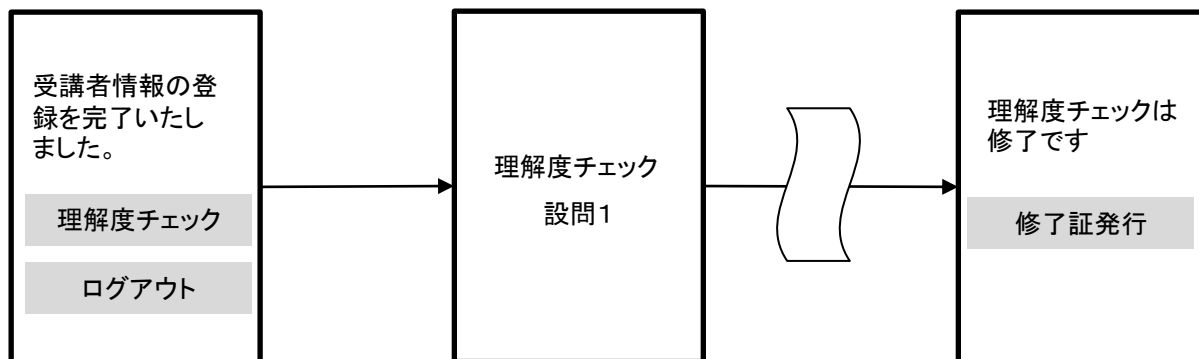 受講者情報の登
録を完了いたし
ました。
理解度チェック
ログアウト
理解度チェック
設問1
理解度チェックは
修了です
修了証発行